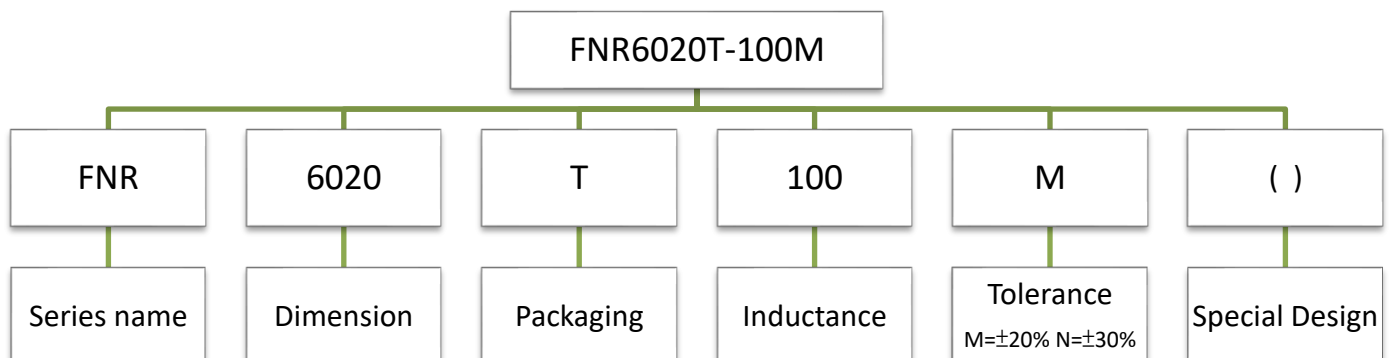 FNR6020T-100M
FNR
6020
T
100
M
( )
Series name
Dimension
Packaging
Inductance
Tolerance
M=±20% N=±30%
Special Design